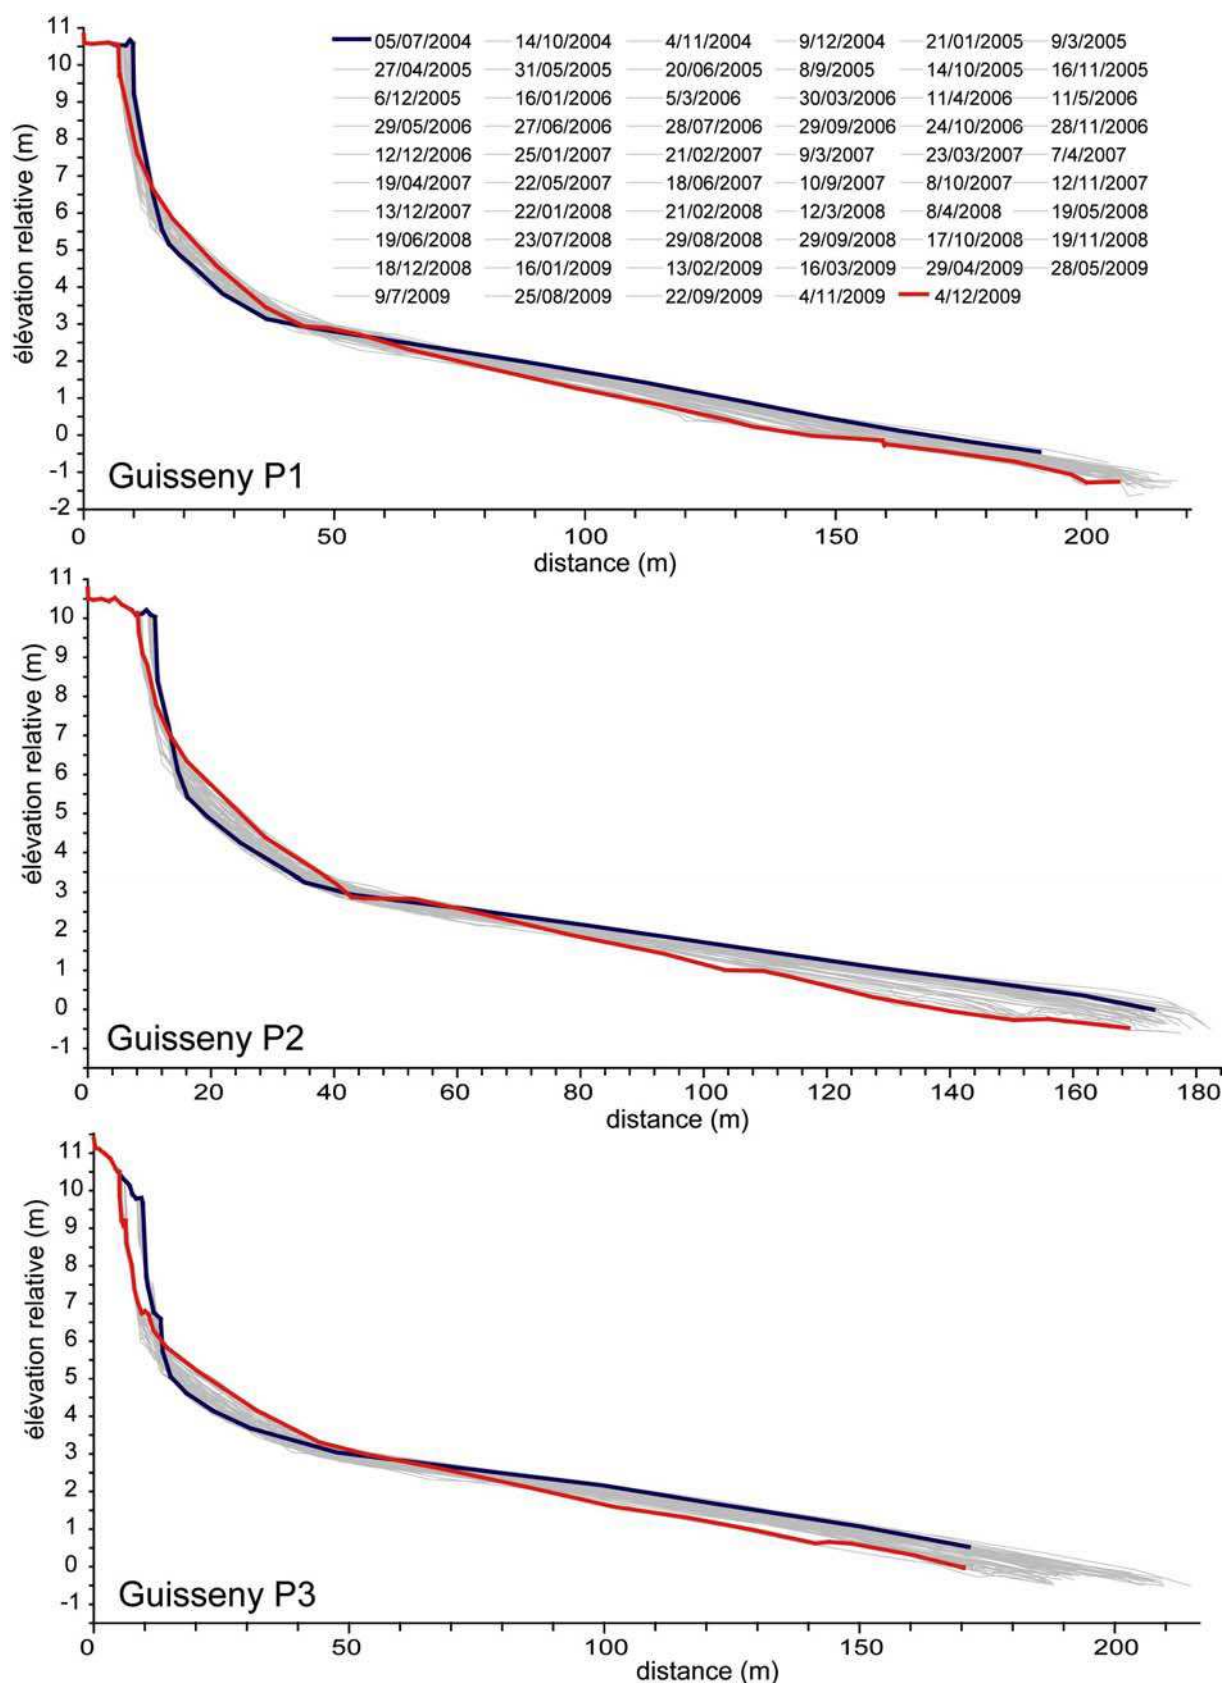 11
10
9
8
7
6
5
4
3
2
1
0
-1
-2
élévation relative (m)
05/07/2004 14/10/2004 4/11/2004 9/12/2004 21/01/2005 9/3/2005
27/04/2005 31/05/2005 20/06/2005 8/9/2005 14/10/2005 16/11/2005
6/12/2005 16/01/2006 5/3/2006 30/03/2006 11/4/2006 11/5/2006
29/05/2006 27/06/2006 28/07/2006 29/09/2006 24/10/2006 28/11/2006
12/12/2006 25/01/2007 21/02/2007 9/3/2007 23/03/2007 7/4/2007
19/04/2007 22/05/2007 18/06/2007 10/9/2007 8/10/2007 12/11/2007
13/12/2007 22/01/2008 21/02/2008 12/3/2008 8/4/2008 19/05/2008
19/06/2008 23/07/2008 29/08/2008 29/09/2008 17/10/2008 19/11/2008
18/12/2008 16/01/2009 13/02/2009 16/03/2009 29/04/2009 28/05/2009
9/7/2009 25/08/2009 22/09/2009 4/11/2009 4/12/2009
Guisseny P1
0 50 100 150 200
distance (m)
11
10
9
8
7
6
5
4
3
2
1
0
-1
élévation relative (m)
Guisseny P2
0 20 40 60 80 100 120 140 160 180
distance (m)
11
10
9
8
7
6
5
4
3
2
1
0
-1
élévation relative (m)
Guisseny P3
0 50 100 150 200
distance (m)